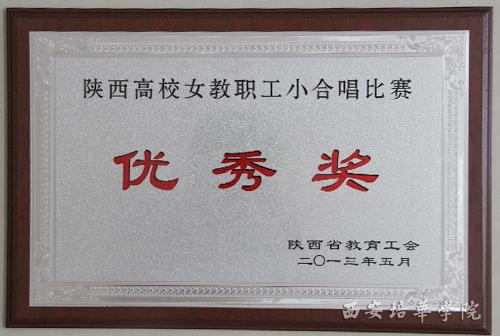 陕西高校女教职工小合唱比赛
优秀奖
陕西省教育工会
二〇一三年五月
西安培華学院